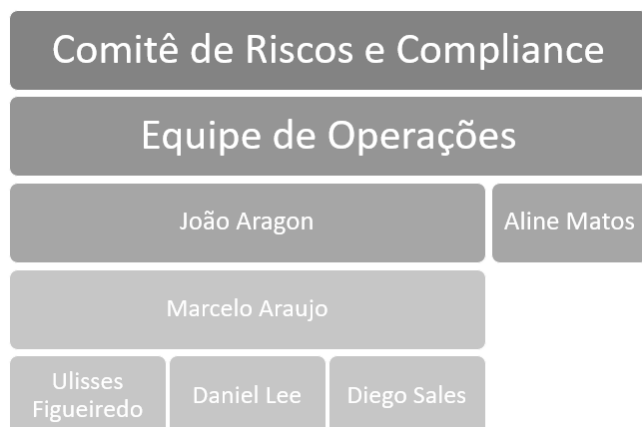 Comitê de Riscos e Compliance
Equipe de Operações
João Aragon
Aline Matos
Marcelo Araujo
Ulisses
Figueiredo
Daniel Lee
Diego Sales